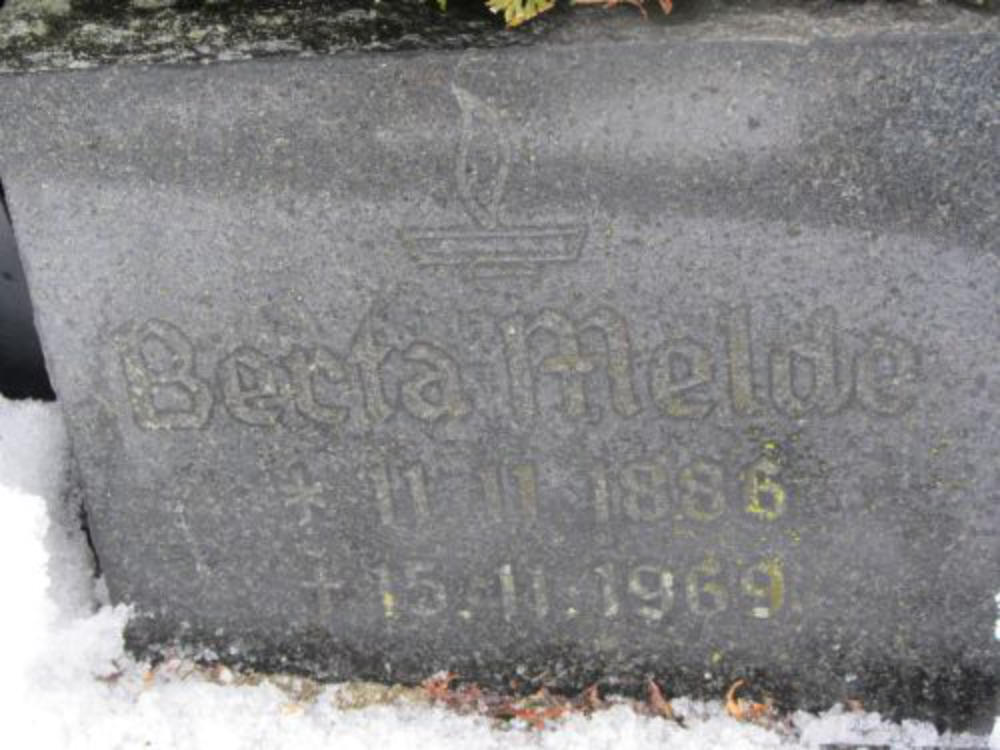 Berta Melde
* 11. 11. 1886
† 15. 11. 1969